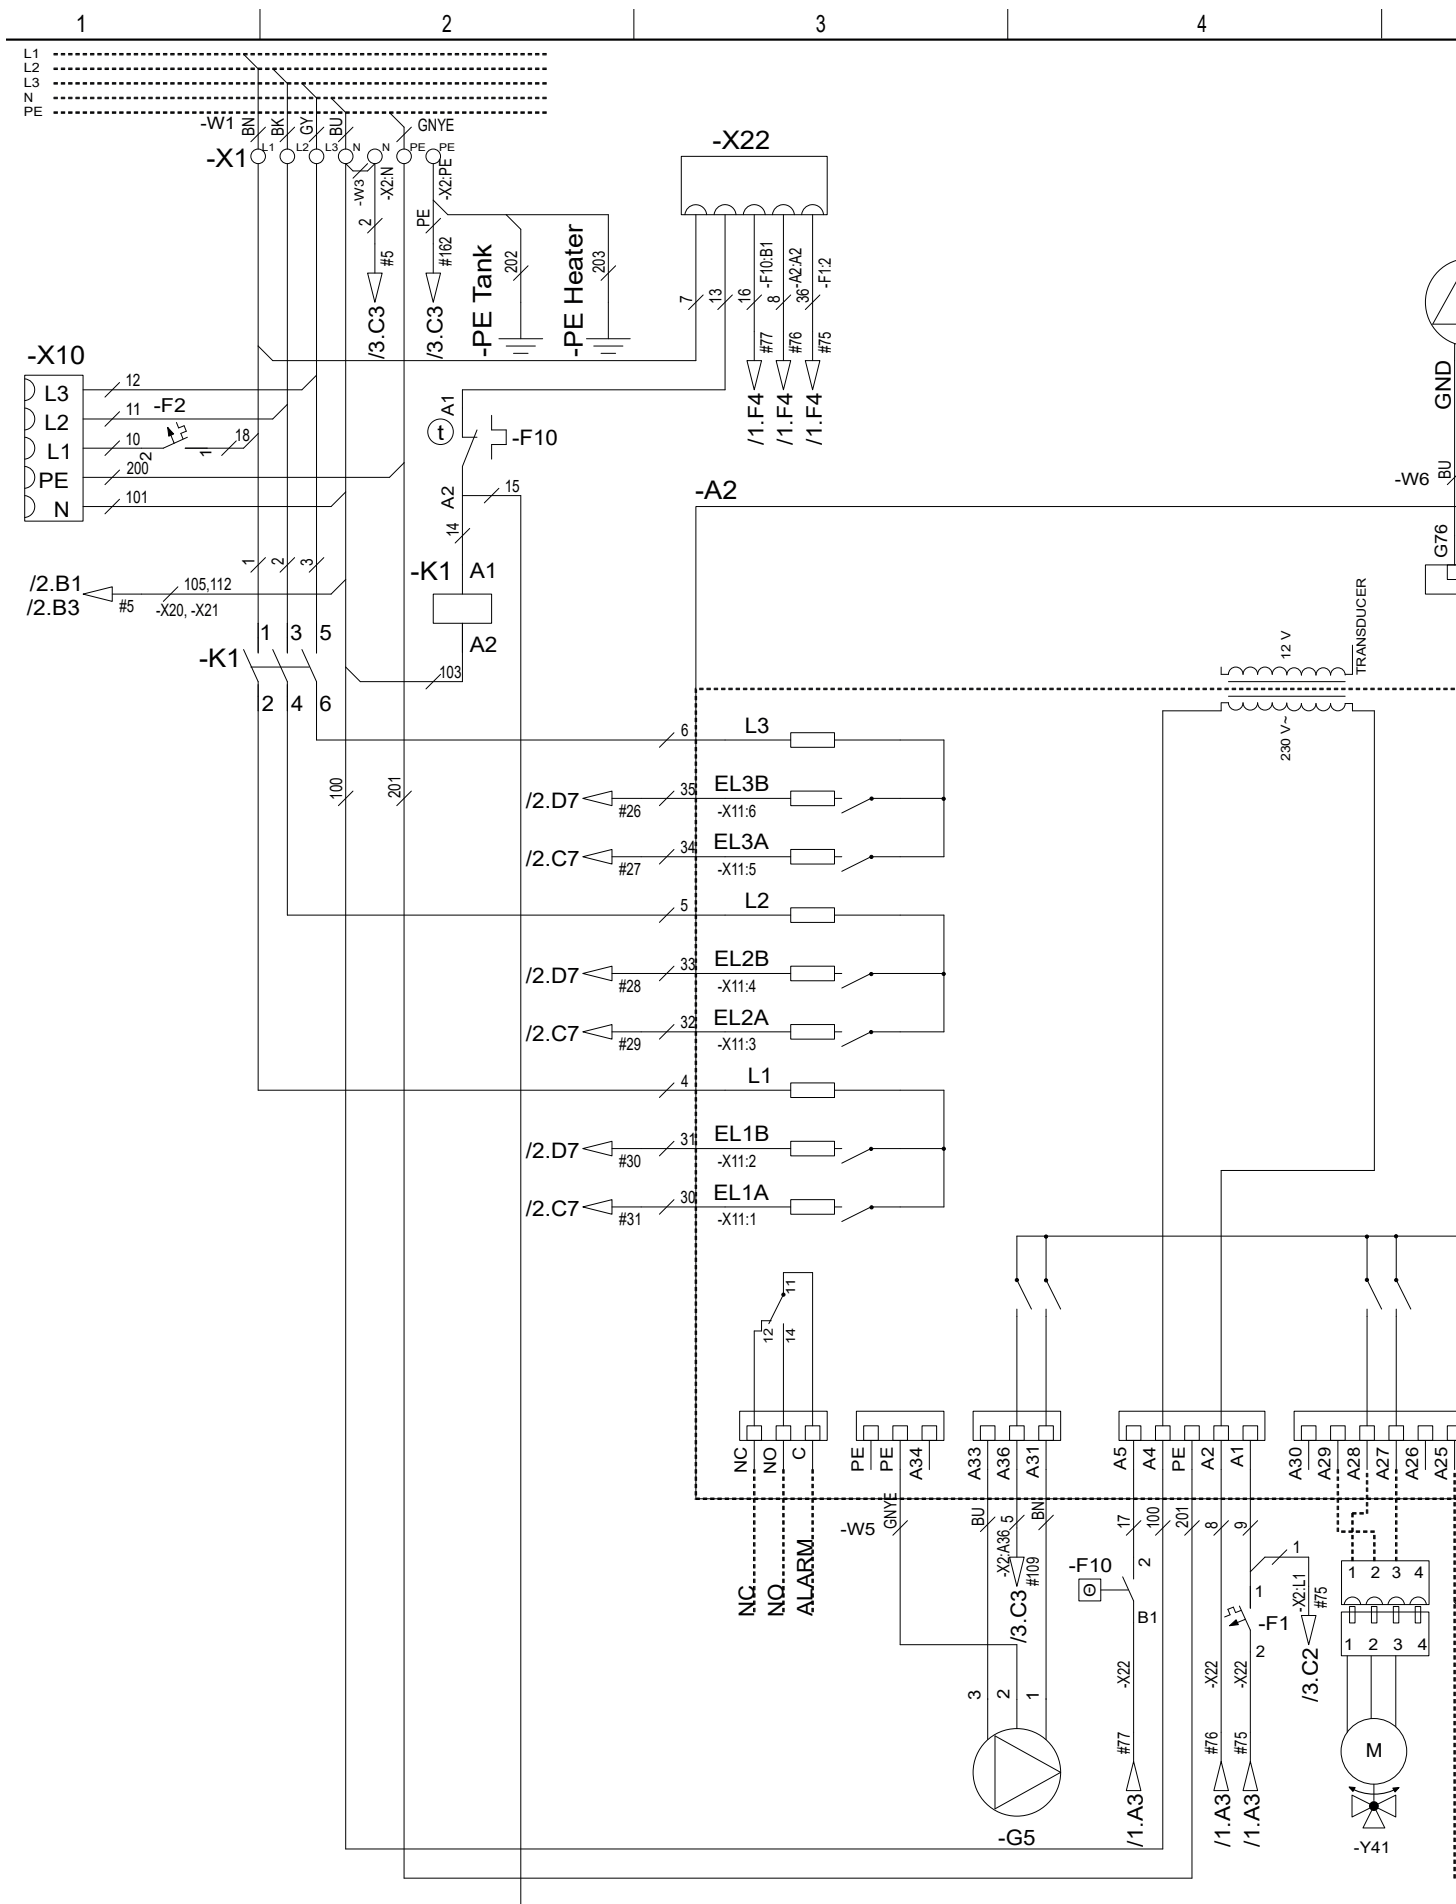 1 2 3 4
L1
L2
L3
N
PE
-W1 BN BK GY BU GNYE
-X1 L1 L2 L3 N N PE PE
-W3 -X2:N -X2:PE
2 PE
#5 #162
/3.C3 /3.C3
-PE Tank 202
-PE Heater 203
-X22
7 13 16 8 36
-F10:B1 -A2:A2 -F1:2
#77 #76 #75
/1.F4 /1.F4 /1.F4
-X10
L3 12
L2 11 -F2
L1 10 2 1 18
PE 200
N 101
A1
t -F10
A2 15
14
-K1 A1
A2
103
/2.B1
/2.B3 #5 105,112
-X20, -X21
1 2 3
1 3 5
-K1
2 4 6
100 201
-A2
GND
-W6 BU
G76
12 V TRANSDUCER
230 V~
6 L3
/2.D7 #26 35 EL3B
-X11:6
/2.C7 #27 34 EL3A
-X11:5
5 L2
/2.D7 #28 33 EL2B
-X11:4
/2.C7 #29 32 EL2A
-X11:3
4 L1
/2.D7 #30 31 EL1B
-X11:2
/2.C7 #31 30 EL1A
-X11:1
11
12 14
NC NO C PE PE A34 A33 A36 A31 A5 A4 PE A2 A1 A30 A29 A28 A27 A26 A25
-W5 GNYE BU 5 BN 17 100 201 8 9
-X2:A36 #109
/3.C3
NC NO ALARM
-F10 2
B1
1
-X2:L1 #75
/3.C2
1
-F1
2
-X22 -X22 -X22
#77 #76 #75
/1.A3 /1.A3 /1.A3
3 2 1
-G5
1 2 3 4
1 2 3 4
M
-Y41